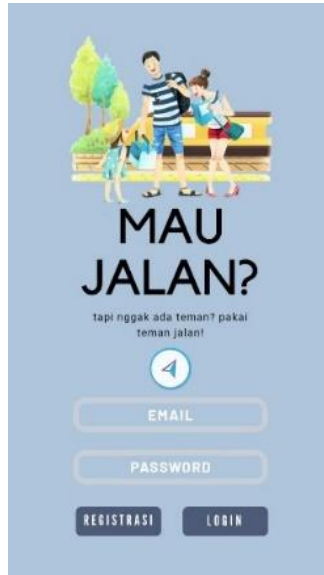 MAU
JALAN?
tapi nggak ada teman? pakai
teman jalan!
EMAIL
PASSWORD
REGISTRASI LOGIN